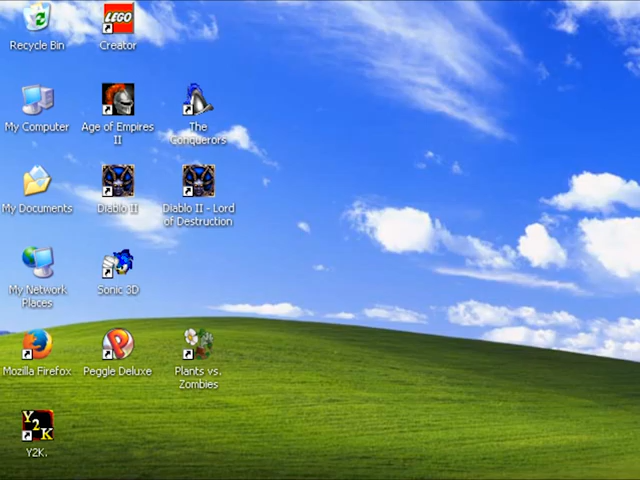 Recycle Bin
LEGO
Creator
My Computer
Age of Empires
II
The
Conquerors
My Documents
Diablo II
Diablo II - Lord
of Destruction
My Network
Places
Sonic 3D
Mozilla Firefox
Peggle Deluxe
Plants vs.
Zombies
Y2K
Y2K.